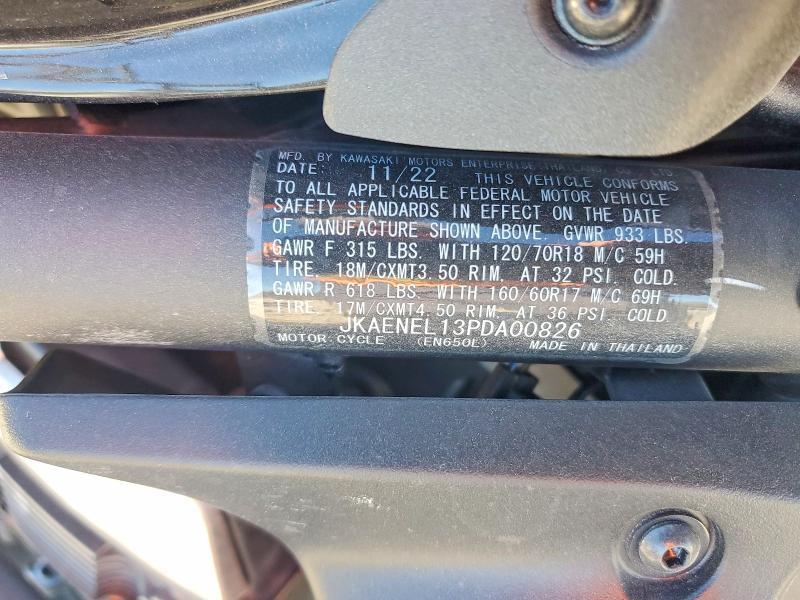 MFD. BY KAWASAKI MOTORS ENTERPRISE (THAILAND) LTD
DATE: 11/22 THIS VEHICLE CONFORMS
TO ALL APPLICABLE FEDERAL MOTOR VEHICLE
SAFETY STANDARDS IN EFFECT ON THE DATE
OF MANUFACTURE SHOWN ABOVE. GVWR 933 LBS.
GAWR F 315 LBS. WITH 120/70R18 M/C 59H
TIRE. 18M/CXMT3.50 RIM. AT 32 PSI. COLD.
GAWR R 618 LBS. WITH 160/60R17 M/C 69H
TIRE. 17M/CXMT4.50 RIM. AT 36 PSI. COLD.
JKAENEL13PDA00826
MOTOR CYCLE (EN650L) MADE IN THAILAND